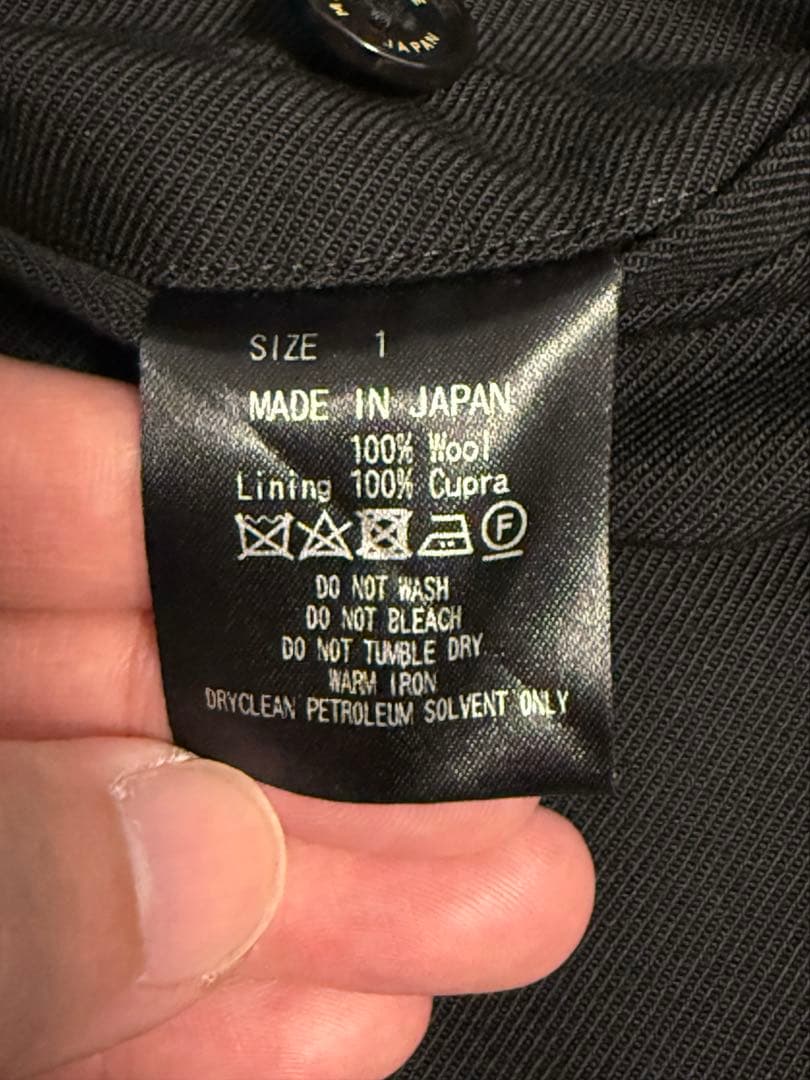 JAPAN
SIZE 1
MADE IN JAPAN
100% Wool
Lining 100% Cupra
F
DO NOT WASH
DO NOT BLEACH
DO NOT TUMBLE DRY
WARM IRON
DRYCLEAN PETROLEUM SOLVENT ONLY